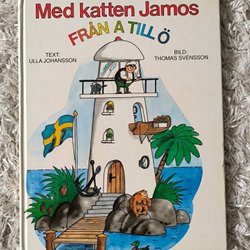 Med katten Jamos
FRÅN A TILL Ö
TEXT:
ULLA JOHANSSON
BILD:
THOMAS SVENSSON